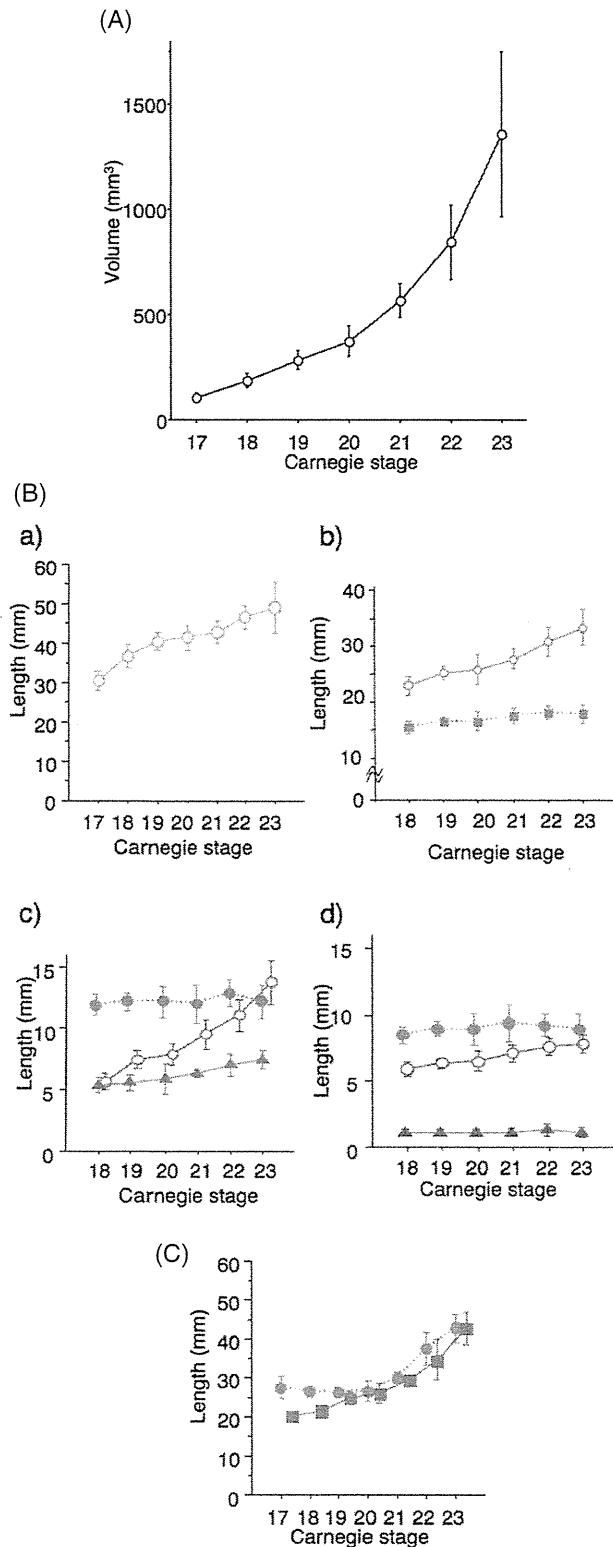 (A)
Volume (mm³)
1500
1000
500
0
17 18 19 20 21 22 23
Carnegie stage
(B)
a)
Length (mm)
60
50
40
30
20
10
0
17 18 19 20 21 22 23
Carnegie stage
b)
Length (mm)
40
30
20
10
0
18 19 20 21 22 23
Carnegie stage
c)
Length (mm)
15
10
5
0
18 19 20 21 22 23
Carnegie stage
d)
Length (mm)
15
10
5
0
18 19 20 21 22 23
Carnegie stage
(C)
Length (mm)
60
50
40
30
20
10
0
17 18 19 20 21 22 23
Carnegie stage